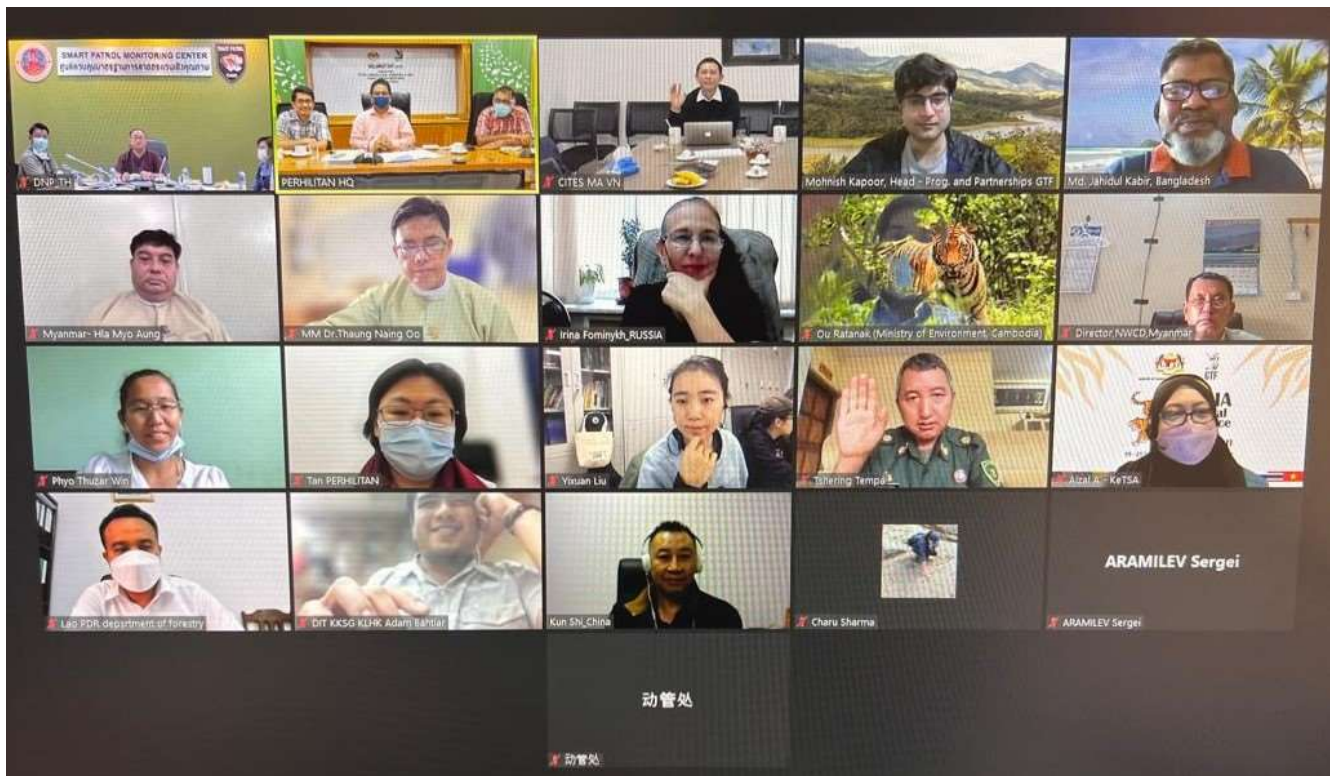 SMART PATROL MONITORING CENTER
DNP_TH
PERHILITAN HQ
CITES MA VN
Mohnish Kapoor, Head - Prog. and Partnerships GTF
Md. Jahidul Kabir, Bangladesh
Myanmar- Hla Myo Aung
MM Dr.Thaung Naing Oo
Irina Fominykh_RUSSIA
Ou Ratanak (Ministry of Environment, Cambodia)
Director,NWCD,Myanmar
Phyo Thuzar Win
Tan PERHILITAN
Yixuan Liu
Tshering Tempa
GTF
Aizal A - KeTSA
Lao PDR department of forestry
DIT KKSG KLHK Adam Bahtiar
Kun Shi_China
Charu Sharma
ARAMILEV Sergei
ARAMILEV Sergei
动管处
动管处